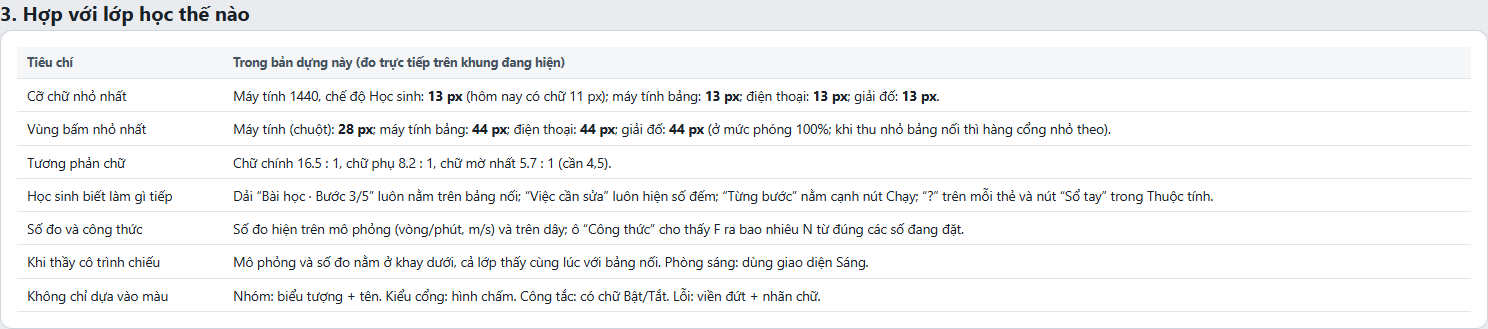 3. Hợp với lớp học thế nào
Tiêu chí Trong bản dựng này (đo trực tiếp trên khung đang hiện)
Cỡ chữ nhỏ nhất Máy tính 1440, chế độ Học sinh: 13 px (hôm nay có chữ 11 px); máy tính bảng: 13 px; điện thoại: 13 px; giải đố: 13 px.
Vùng bấm nhỏ nhất Máy tính (chuột): 28 px; máy tính bảng: 44 px; điện thoại: 44 px; giải đố: 44 px (ở mức phóng 100%; khi thu nhỏ bảng nối thì hàng cổng nhỏ theo).
Tương phản chữ Chữ chính 16.5 : 1, chữ phụ 8.2 : 1, chữ mờ nhất 5.7 : 1 (cần 4,5).
Học sinh biết làm gì tiếp Dải “Bài học · Bước 3/5” luôn nằm trên bảng nối; “Việc cần sửa” luôn hiện số đếm; “Từng bước” nằm cạnh nút Chạy; “?” trên mỗi thẻ và nút “Sổ tay” trong Thuộc tính.
Số đo và công thức Số đo hiện trên mô phỏng (vòng/phút, m/s) và trên dây; ô “Công thức” cho thấy F ra bao nhiêu N từ đúng các số đang đặt.
Khi thầy cô trình chiếu Mô phỏng và số đo nằm ở khay dưới, cả lớp thấy cùng lúc với bảng nối. Phòng sáng: dùng giao diện Sáng.
Không chỉ dựa vào màu Nhóm: biểu tượng + tên. Kiểu cổng: hình chấm. Công tắc: có chữ Bật/Tắt. Lỗi: viền đứt + nhãn chữ.